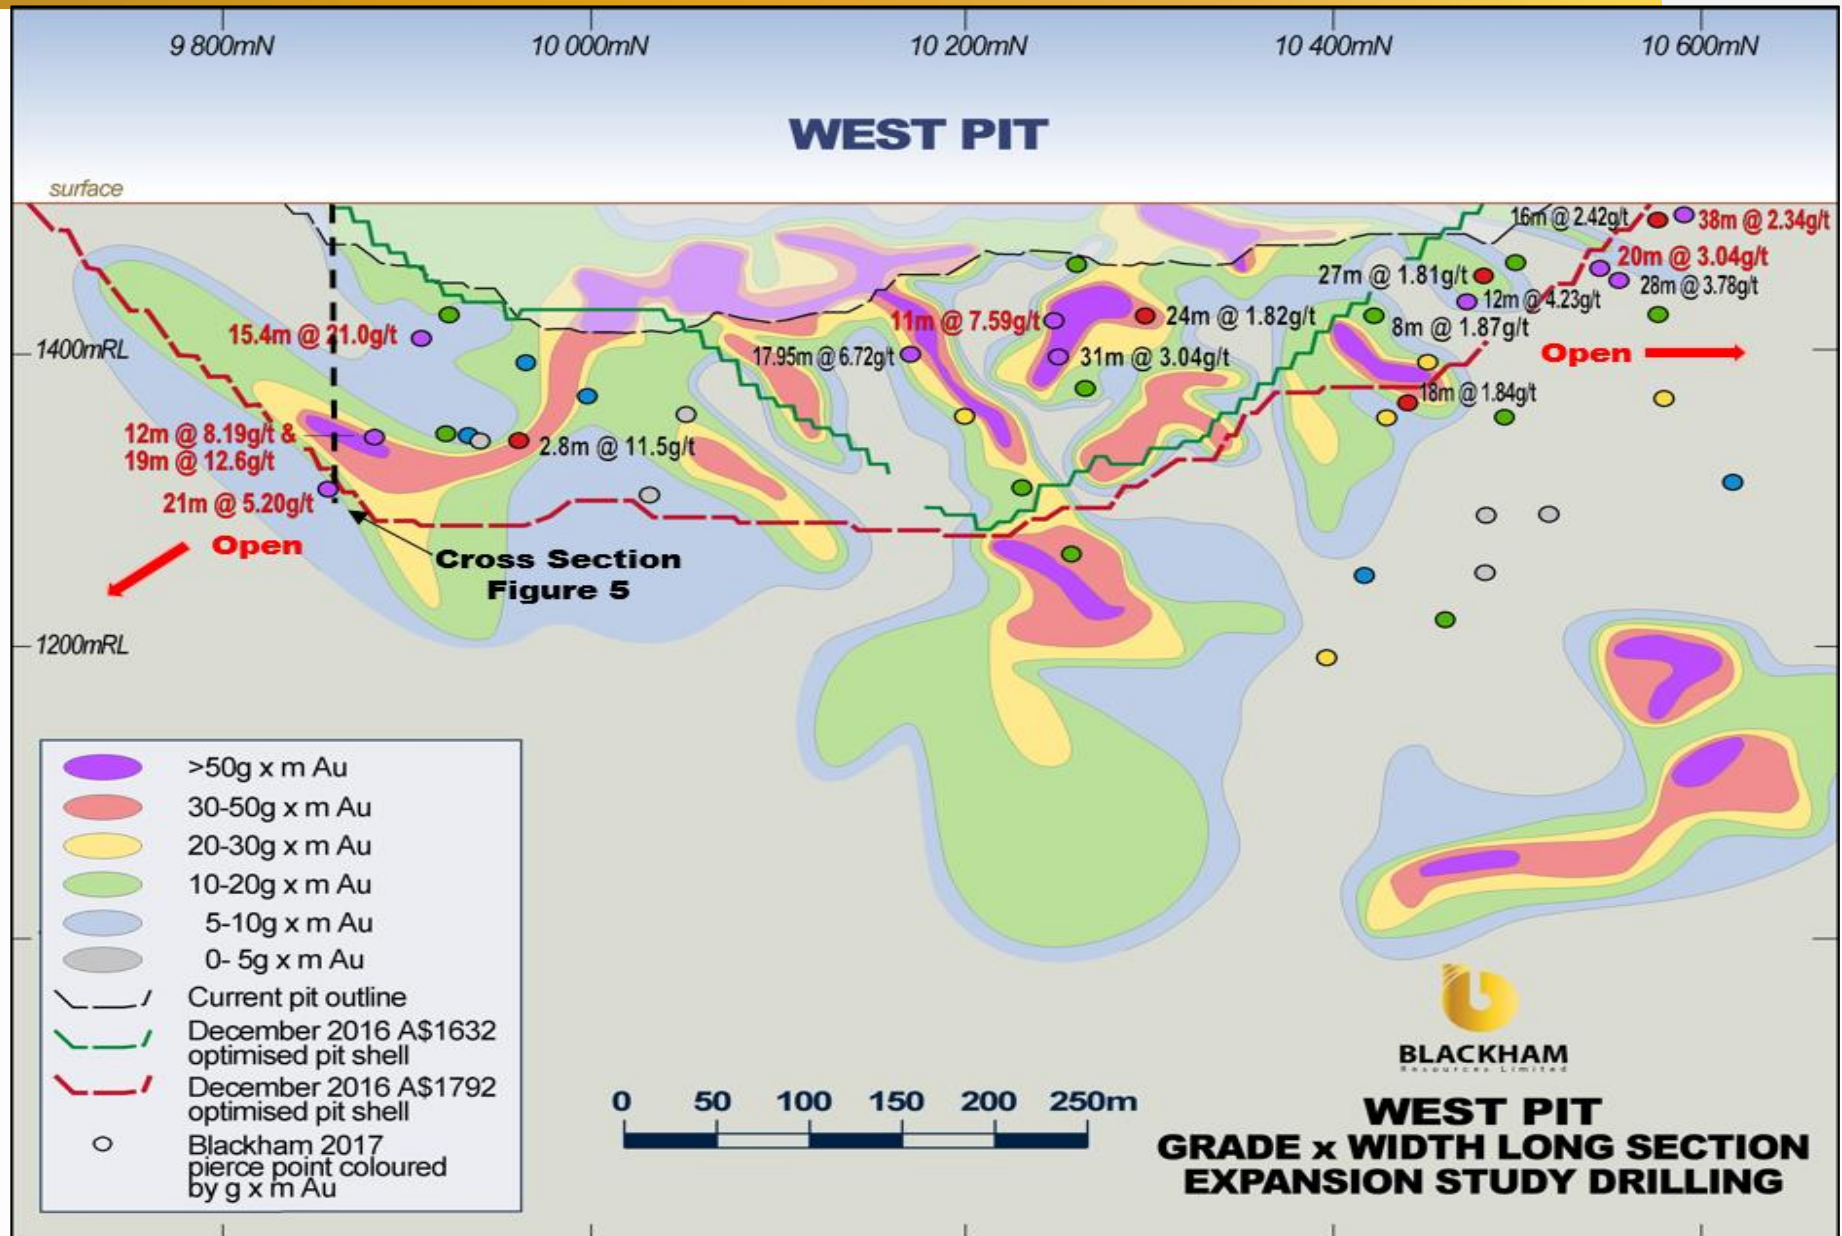 9 800mN
10 000mN
10 200mN
10 400mN
10 600mN
WEST PIT
surface
16m @ 2.42g/t
38m @ 2.34g/t
20m @ 3.04g/t
27m @ 1.81g/t
28m @ 3.78g/t
12m @ 4.23g/t
15.4m @ 21.0g/t
11m @ 7.59g/t
24m @ 1.82g/t
8m @ 1.87g/t
1400mRL
17.95m @ 6.72g/t
31m @ 3.04g/t
Open
18m @ 1.84g/t
12m @ 8.19g/t &
19m @ 12.6g/t
2.8m @ 11.5g/t
21m @ 5.20g/t
Open
Cross Section
Figure 5
1200mRL
>50g x m Au
30-50g x m Au
20-30g x m Au
10-20g x m Au
5-10g x m Au
0- 5g x m Au
Current pit outline
December 2016 A$1632
optimised pit shell
December 2016 A$1792
optimised pit shell
Blackham 2017
pierce point coloured
by g x m Au
0 50 100 150 200 250m
BLACKHAM
Resources Limited
WEST PIT
GRADE x WIDTH LONG SECTION
EXPANSION STUDY DRILLING